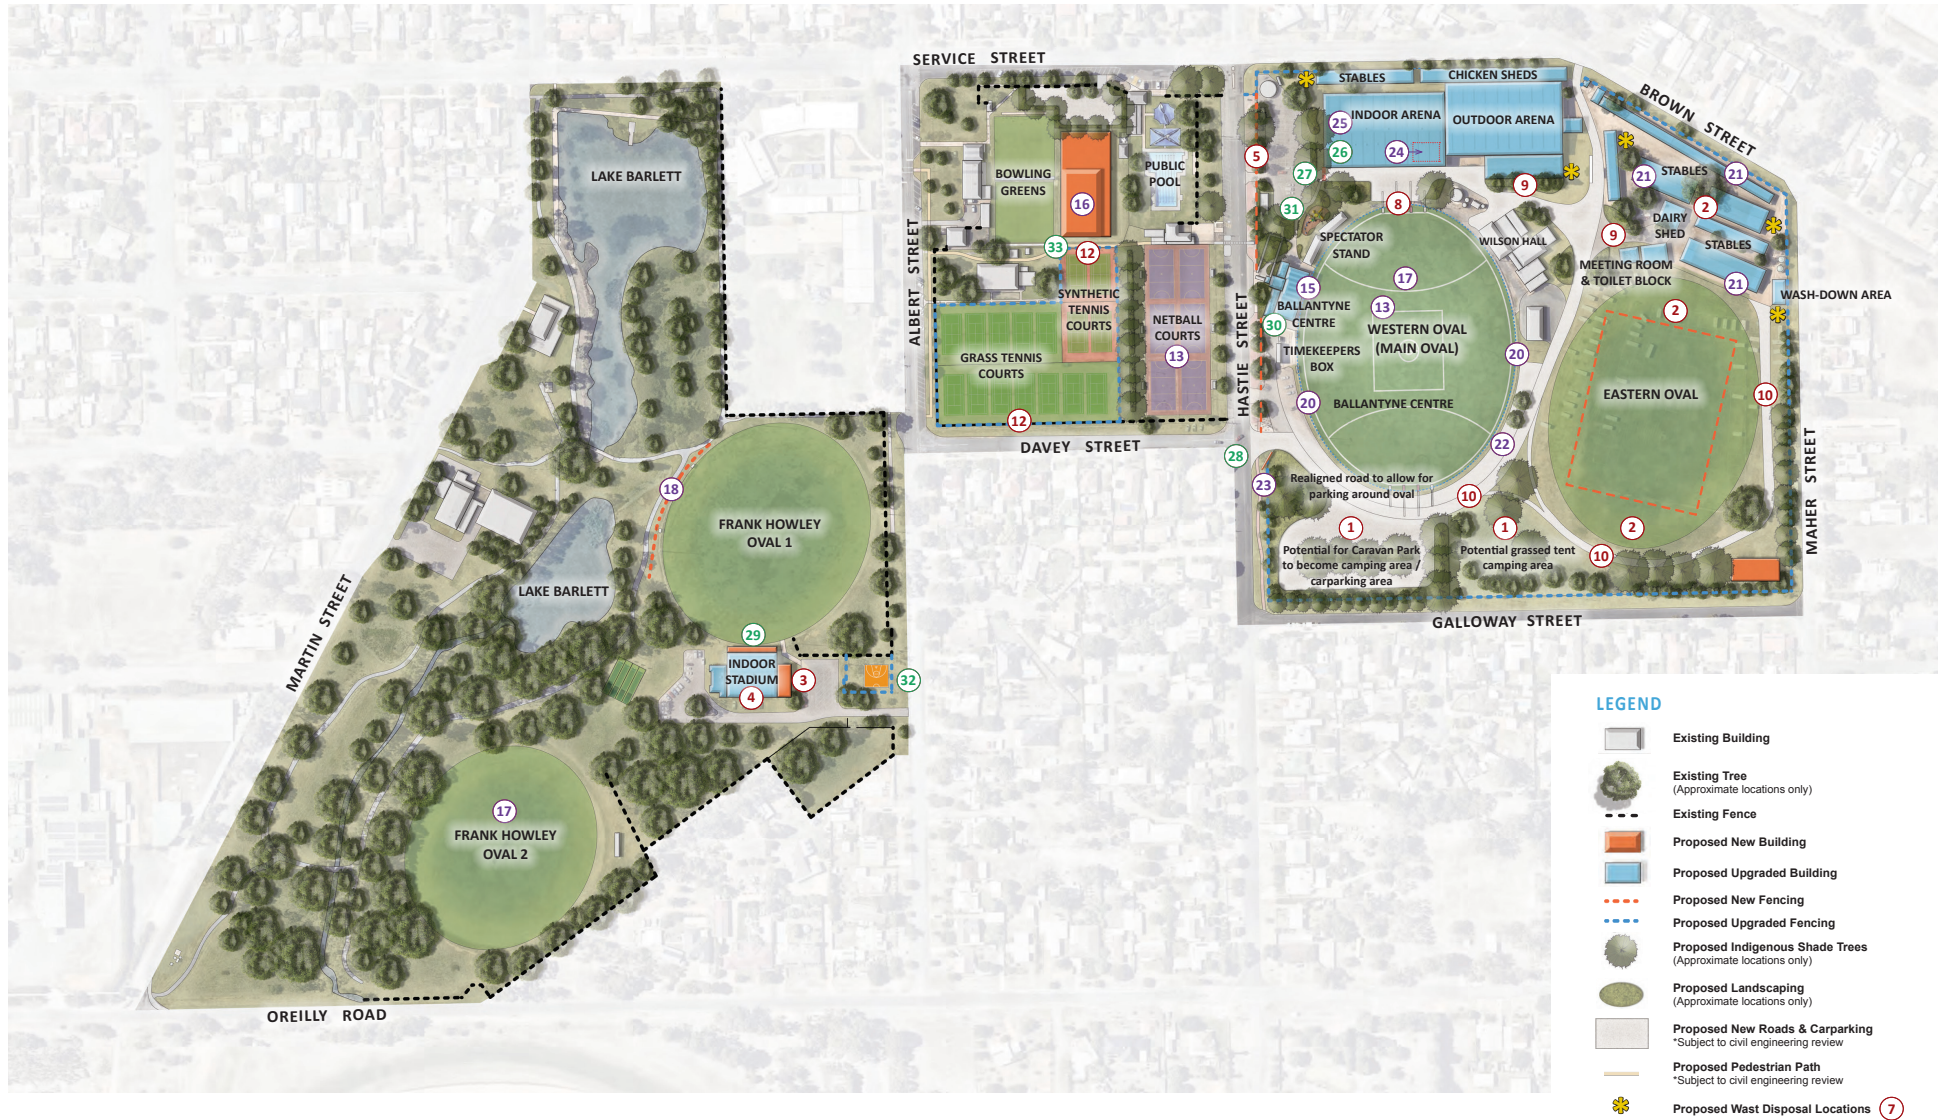 SERVICE STREET
STABLES
CHICKEN SHEDS
BROWN STREET
INDOOR ARENA
OUTDOOR ARENA
25
26
24
5
27
9
21
STABLES
21
2
LAKE BARLETT
BOWLING
GREENS
PUBLIC
POOL
16
31
8
SPECTATOR
STAND
WILSON HALL
DAIRY
SHED
9
STABLES
MEETING ROOM
& TOILET BLOCK
21
WASH-DOWN AREA
ALBERT STREET
33
12
SYNTHETIC
TENNIS
COURTS
NETBALL
COURTS
13
GRASS TENNIS
COURTS
12
HASTIE STREET
15
BALLANTYNE
CENTRE
17
13
WESTERN OVAL
(MAIN OVAL)
30
TIMEKEEPERS
BOX
20
20
BALLANTYNE CENTRE
2
EASTERN OVAL
10
MAHER STREET
DAVEY STREET
28
22
23
Realigned road to allow for
parking around oval
10
1
1
2
Potential for Caravan Park
to become camping area /
carparking area
Potential grassed tent
camping area
10
GALLOWAY STREET
18
FRANK HOWLEY
OVAL 1
LAKE BARLETT
MARTIN STREET
29
INDOOR
STADIUM
3
4
32
17
FRANK HOWLEY
OVAL 2
OREILLY ROAD
LEGEND
Existing Building
Existing Tree
(Approximate locations only)
Existing Fence
Proposed New Building
Proposed Upgraded Building
Proposed New Fencing
Proposed Upgraded Fencing
Proposed Indigenous Shade Trees
(Approximate locations only)
Proposed Landscaping
(Approximate locations only)
Proposed New Roads & Carparking
*Subject to civil engineering review
Proposed Pedestrian Path
*Subject to civil engineering review
Proposed Wast Disposal Locations 7